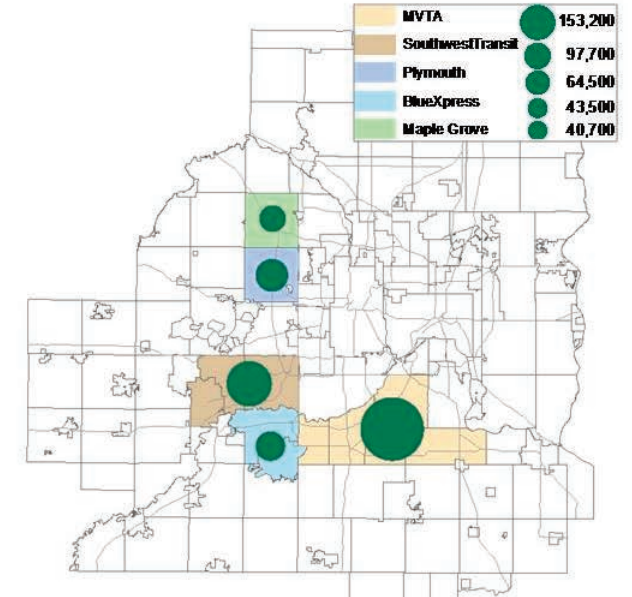 MVTA 153,200
SouthwestTransit 97,700
Plymouth 64,500
BlueXpress 43,500
Maple Grove 40,700